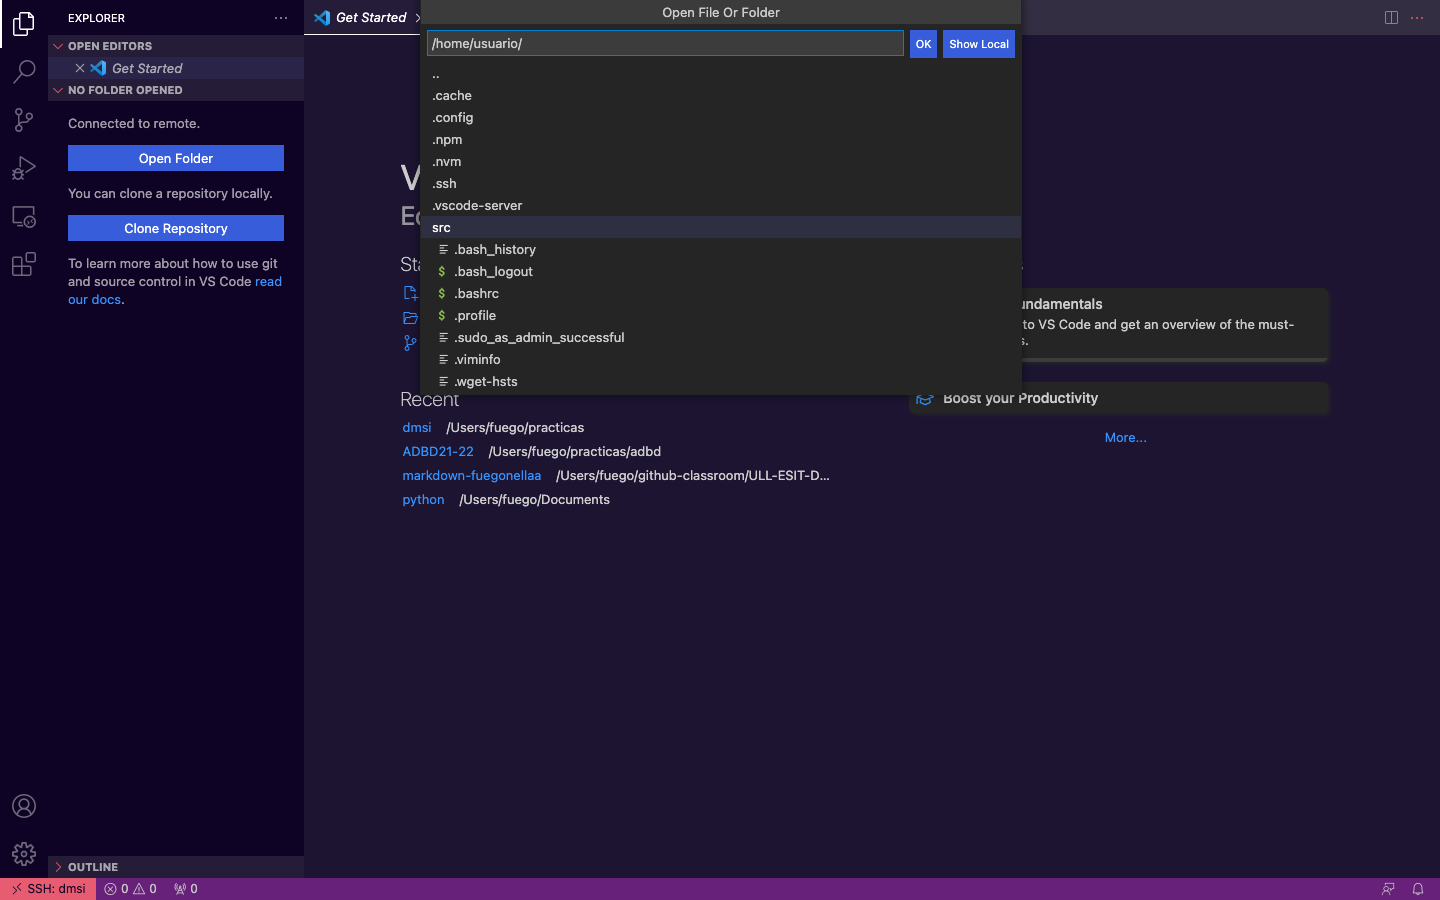 EXPLORER
OPEN EDITORS
Get Started
NO FOLDER OPENED
Connected to remote.
Open Folder
You can clone a repository locally.
Clone Repository
To learn more about how to use git
and source control in VS Code read
our docs.
OUTLINE
Get Started
Open File Or Folder
/home/usuario/
OK
Show Local
..
.cache
.config
.npm
.nvm
.ssh
.vscode-server
src
.bash_history
.bash_logout
.bashrc
.profile
.sudo_as_admin_successful
.viminfo
.wget-hsts
Recent
dmsi /Users/fuego/practicas
ADBD21-22 /Users/fuego/practicas/adbd
markdown-fuegonellaa /Users/fuego/github-classroom/ULL-ESIT-D...
python /Users/fuego/Documents
undamentals
to VS Code and get an overview of the must-
s.
Boost your Productivity
More...
SSH: dmsi 0 0 0